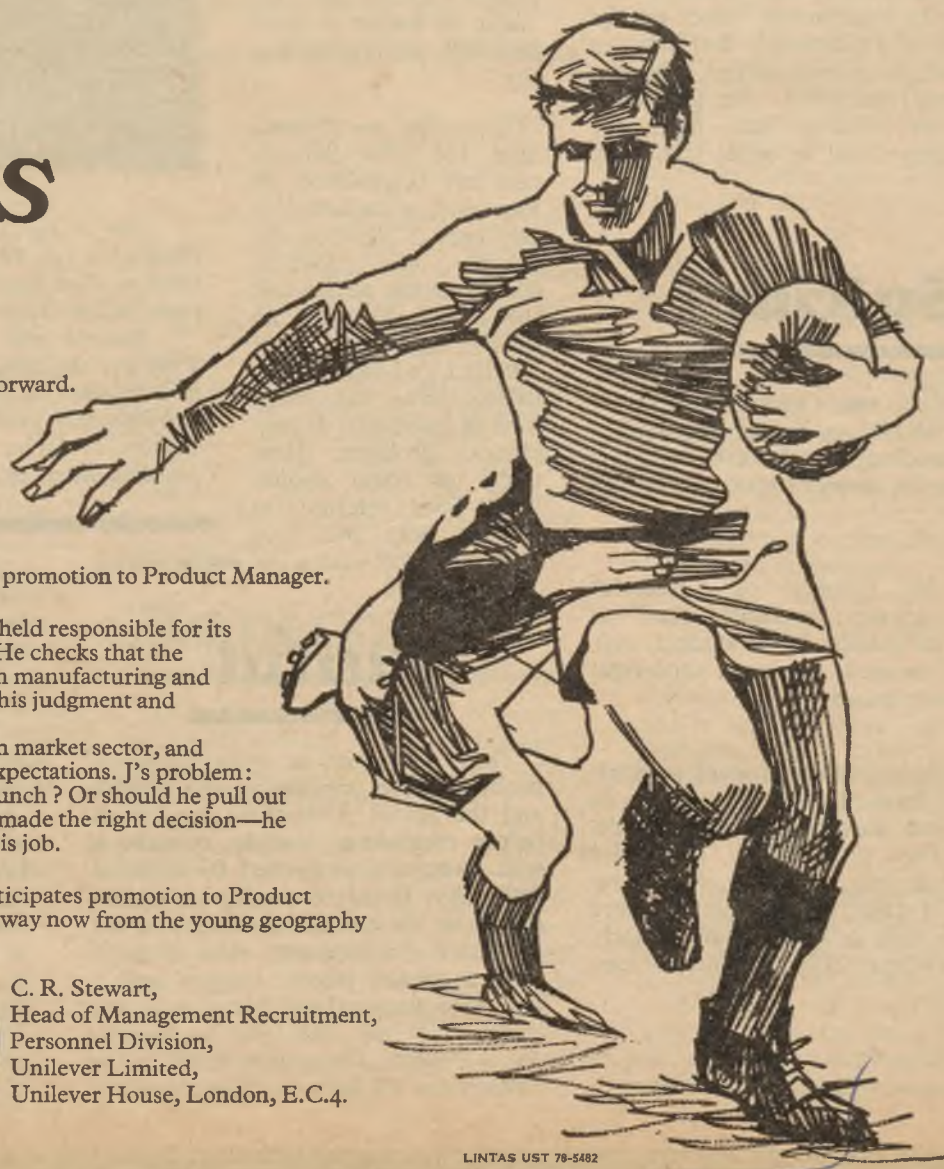 s
orward.
promotion to Product Manager.
held responsible for its
He checks that the
manufacturing and
his judgment and
market sector, and
xpectations. J's problem:
unch ? Or should he pull out
made the right decision—he
is job.
ticipates promotion to Product
way now from the young geography
C. R. Stewart,
Head of Management Recruitment,
Personnel Division,
Unilever Limited,
Unilever House, London, E.C.4.
LINTAS UST 78-5482